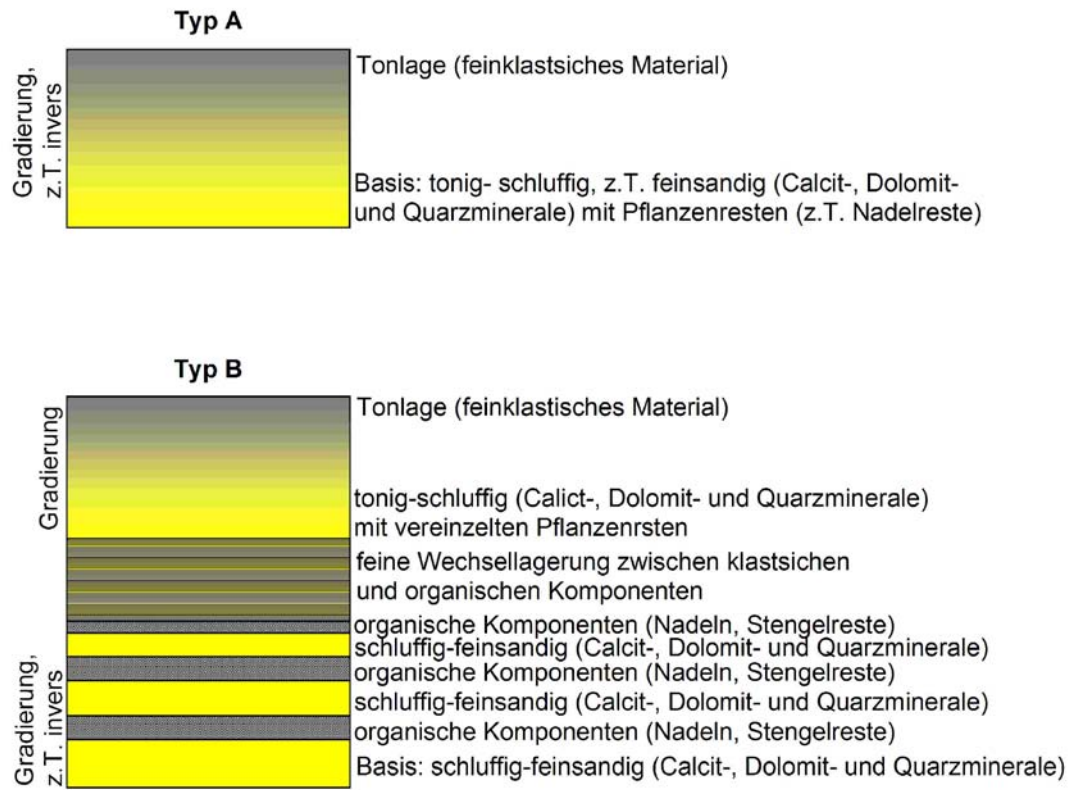 Typ A
Gradierung,
z.T. invers
Tonlage (feinklastsiches Material)
Basis: tonig- schluffig, z.T. feinsandig (Calcit-, Dolomit-
und Quarzminerale) mit Pflanzenresten (z.T. Nadelreste)
Typ B
Gradierung
Tonlage (feinklastisches Material)
tonig-schluffig (Calict-, Dolomit- und Quarzminerale)
mit vereinzelten Pflanzenrsten
feine Wechsellagerung zwischen klastsichen
und organischen Komponenten
organische Komponenten (Nadeln, Stengelreste)
schluffig-feinsandig (Calcit-, Dolomit- und Quarzminerale)
organische Komponenten (Nadeln, Stengelreste)
schluffig-feinsandig (Calcit-, Dolomit- und Quarzminerale)
organische Komponenten (Nadeln, Stengelreste)
Gradierung,
z.T. invers
Basis: schluffig-feinsandig (Calcit-, Dolomit- und Quarzminerale)